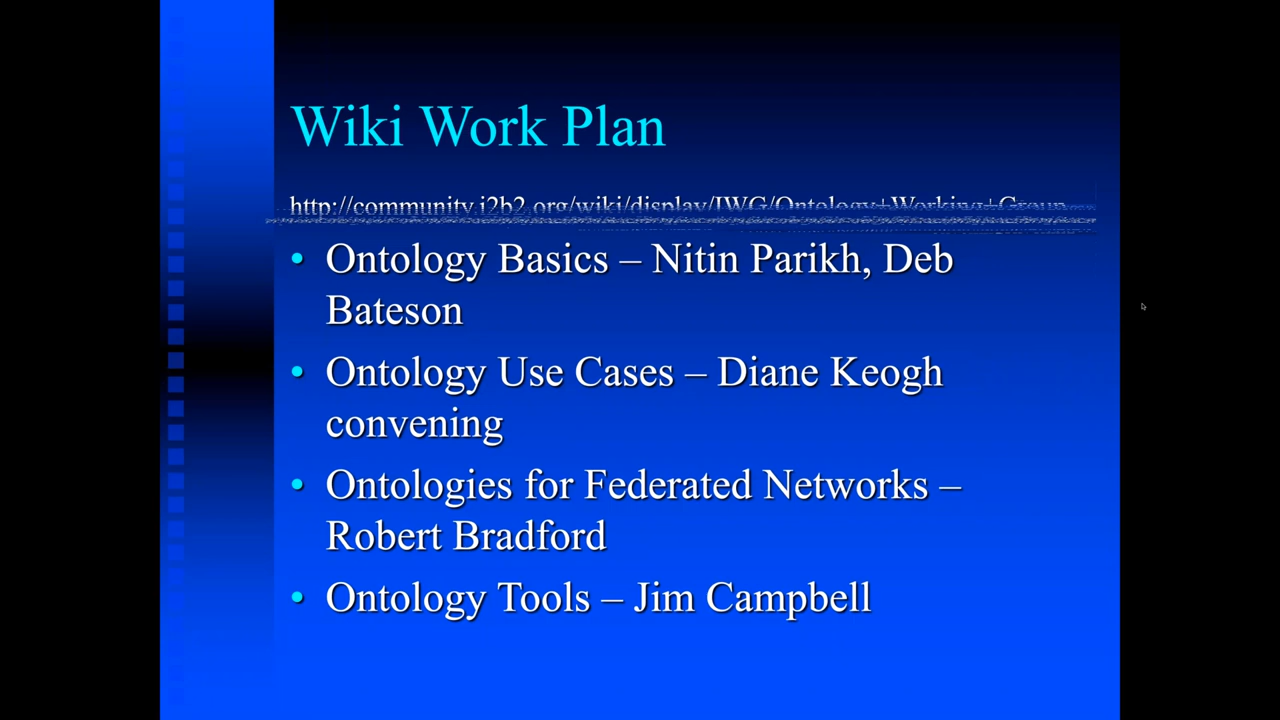 Wiki Work Plan
http://community.i2b2.org/wiki/display/IWG/Ontology+Working+Group
• Ontology Basics – Nitin Parikh, Deb
Bateson
• Ontology Use Cases – Diane Keogh
convening
• Ontologies for Federated Networks –
Robert Bradford
• Ontology Tools – Jim Campbell